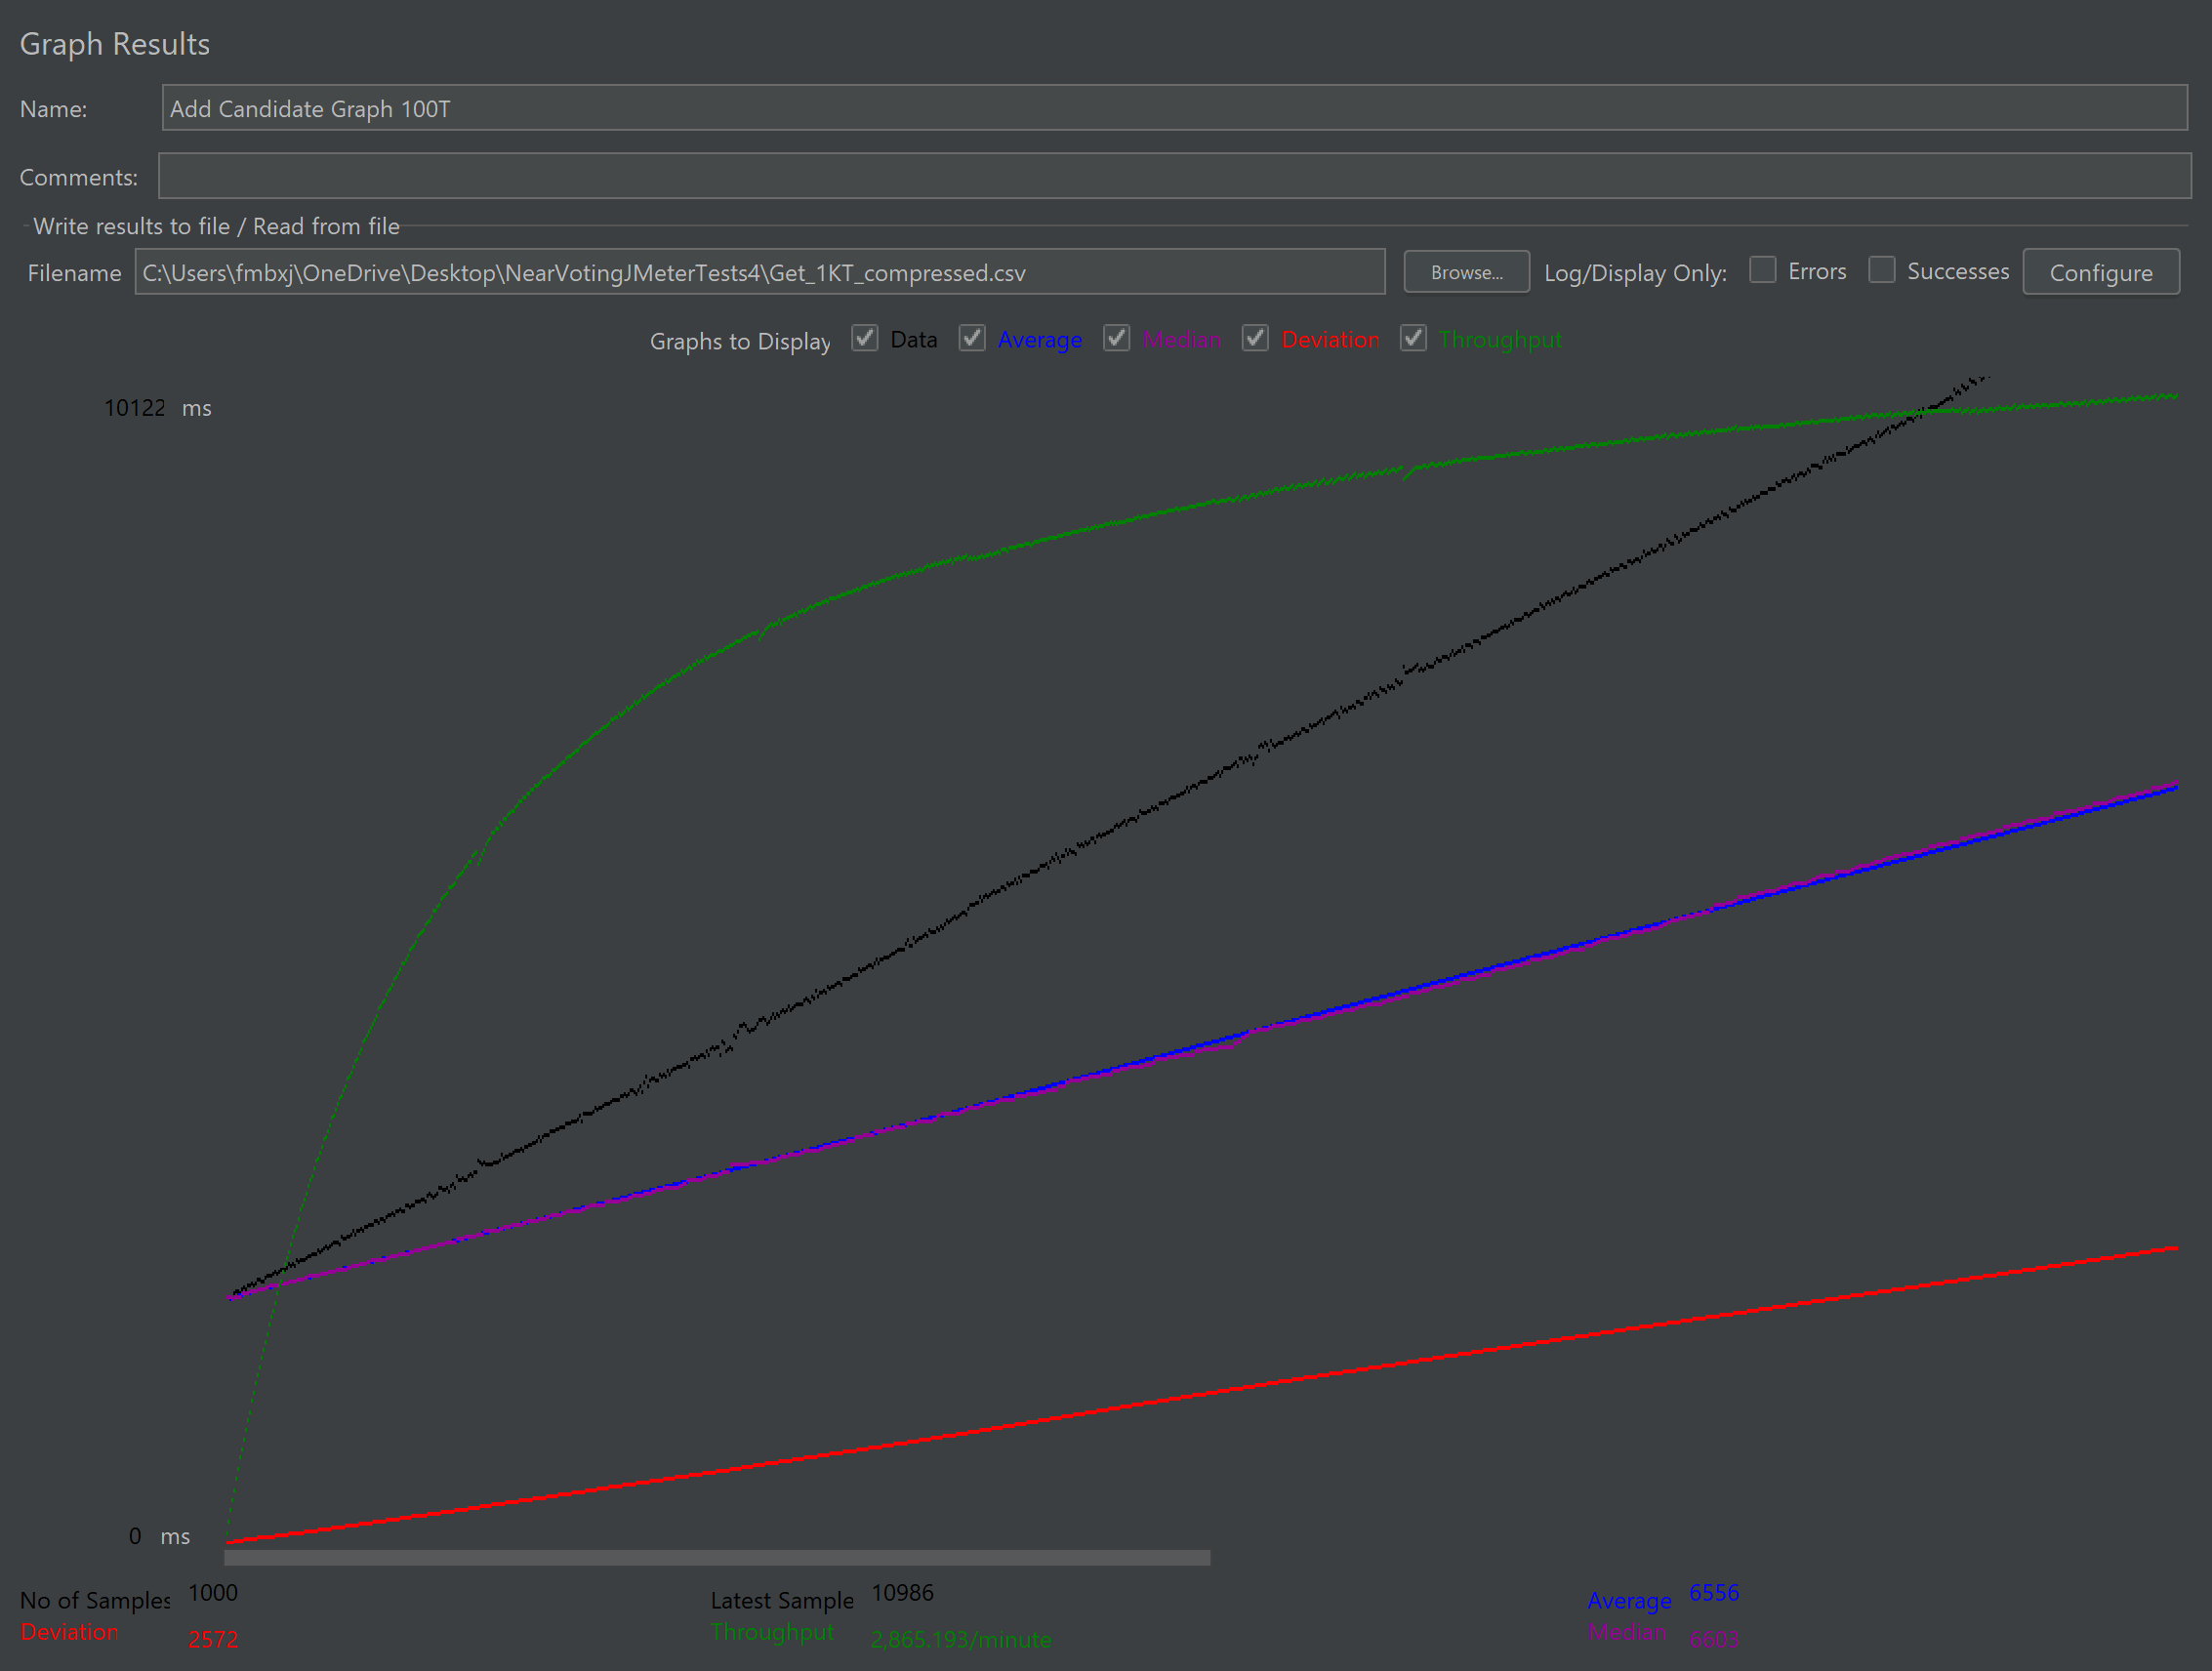 Graph Results
Name: Add Candidate Graph 100T
Comments:
Write results to file / Read from file
Filename C:\Users\fmbxj\OneDrive\Desktop\NearVotingJMeterTests4\Get_1KT_compressed.csv Browse... Log/Display Only: Errors Successes Configure
Graphs to Display Data Average Median Deviation Throughput
10122 ms
0 ms
No of Samples 1000 Latest Sample 10986 Average 6556
Deviation 2572 Throughput 2,865.193/minute Median 6603